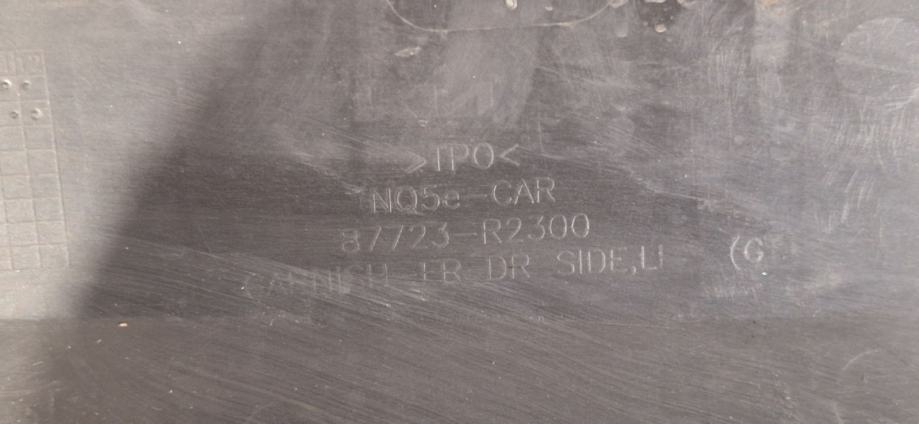 >TPO<
NQ5e-CAR
87723-R2300
GARNISH FR DR SIDE,LH (G